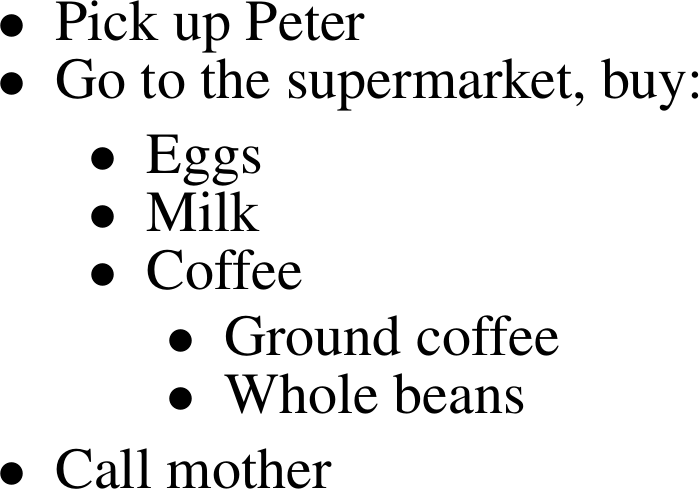 • Pick up Peter
• Go to the supermarket, buy:
• Eggs
• Milk
• Coffee
• Ground coffee
• Whole beans
• Call mother